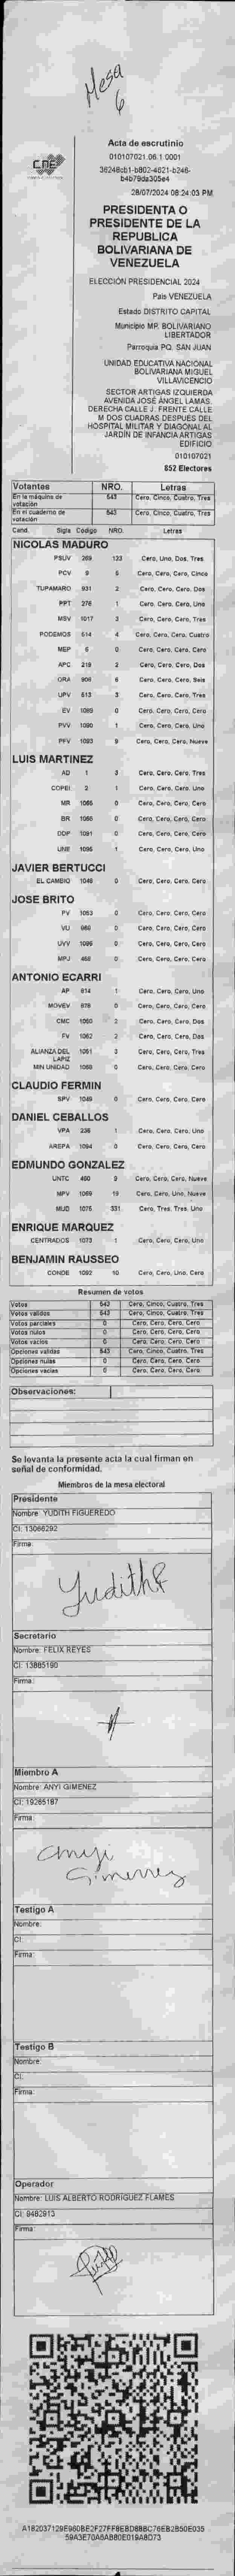 Mesa
6
CNE
Acta de escrutinio
010107021.06.1.0001
28/07/2024 08:24:03 PM
PRESIDENTA O
PRESIDENTE DE LA
REPUBLICA
BOLIVARIANA DE
VENEZUELA
ELECCIÓN PRESIDENCIAL 2024
Pais VENEZUELA
Estado DISTRITO CAPITAL
Municipio MP. BOLIVARIANO
LIBERTADOR
Parroquia PQ. SAN JUAN
UNIDAD EDUCATIVA NACIONAL
BOLIVARIANA MIGUEL
VILLAVICENCIO
SECTOR ARTIGAS IZQUIERDA
AVENIDA JOSÉ ÁNGEL LAMAS.
DERECHA CALLE J. FRENTE CALLE
M DOS CUADRAS DESPUES DEL
HOSPITAL MILITAR Y DIAGONAL AL
JARDÍN DE INFANCIA ARTIGAS
EDIFICIO
010107021
852 Electores
Votantes NRO. Letras
En la máquina de votación 543 Cero, Cinco, Cuatro, Tres
En el cuaderno de votación 543 Cero, Cinco, Cuatro, Tres
Cand. Sigla Código NRO. Letras
NICOLAS MADURO
PSUV 269 123 Cero, Uno, Dos, Tres
PCV 9 5 Cero, Cero, Cero, Cinco
TUPAMARO 931 2 Cero, Cero, Cero, Dos
PPT 276 1 Cero, Cero, Cero, Uno
MSV 1017 3 Cero, Cero, Cero, Tres
PODEMOS 514 4 Cero, Cero, Cero, Cuatro
MEP 6 0 Cero, Cero, Cero, Cero
APC 219 2 Cero, Cero, Cero, Dos
ORA 906 6 Cero, Cero, Cero, Seis
UPV 613 3 Cero, Cero, Cero, Tres
EV 1089 0 Cero, Cero, Cero, Cero
PVV 1090 1 Cero, Cero, Cero, Uno
PFV 1093 9 Cero, Cero, Cero, Nueve
LUIS MARTINEZ
AD 1 3 Cero, Cero, Cero, Tres
COPEI 2 1 Cero, Cero, Cero, Uno
MR 1066 0 Cero, Cero, Cero, Cero
BR 0 Cero, Cero, Cero, Cero
DDP 1091 0 Cero, Cero, Cero, Cero
UNE 1095 1 Cero, Cero, Cero, Uno
JAVIER BERTUCCI
EL CAMBIO 1048 0 Cero, Cero, Cero, Cero
JOSE BRITO
PV 1053 0 Cero, Cero, Cero, Cero
VU 969 0 Cero, Cero, Cero, Cero
UVV 1096 0 Cero, Cero, Cero, Cero
MPJ 468 0 Cero, Cero, Cero, Cero
ANTONIO ECARRI
AP 814 1 Cero, Cero, Cero, Uno
MOVEV 878 0 Cero, Cero, Cero, Cero
CMC 1050 2 Cero, Cero, Cero, Dos
FV 1062 2 Cero, Cero, Cero, Dos
ALIANZA DEL LAPIZ 1051 3 Cero, Cero, Cero, Tres
MIN UNIDAD 1060 0 Cero, Cero, Cero, Cero
CLAUDIO FERMIN
SPV 1049 0 Cero, Cero, Cero, Cero
DANIEL CEBALLOS
VPA 236 1 Cero, Cero, Cero, Uno
AREPA 1094 0 Cero, Cero, Cero, Cero
EDMUNDO GONZALEZ
UNTC 490 9 Cero, Cero, Cero, Nueve
MPV 1069 19 Cero, Cero, Uno, Nueve
MUD 1075 331 Cero, Tres, Tres, Uno
ENRIQUE MARQUEZ
CENTRADOS 1073 1 Cero, Cero, Cero, Uno
BENJAMIN RAUSSEO
CONDE 1092 10 Cero, Cero, Uno, Cero
Resumen de votos
Votos 543 Cero, Cinco, Cuatro, Tres
Votos validos 543 Cero, Cinco, Cuatro, Tres
Votos parciales 0 Cero, Cero, Cero, Cero
Votos nulos 0 Cero, Cero, Cero, Cero
Votos vacios 0 Cero, Cero, Cero, Cero
Opciones validas 543 Cero, Cinco, Cuatro, Tres
Opciones nulas 0 Cero, Cero, Cero, Cero
Opciones vacias 0 Cero, Cero, Cero, Cero
Observaciones:
Se levanta la presente acta la cual firman en
señal de conformidad.
Miembros de la mesa electoral
Presidente
Nombre: YUDITH FIGUEREDO
CI: 13066292
Firma:
Yudith F
Secretario
Nombre: FELIX REYES
CI: 13885190
Firma:
Miembro A
Nombre: ANYI GIMENEZ
CI: 19265187
Firma:
Anyi
Gimenez
Testigo A
Nombre:
CI:
Firma:
Testigo B
Nombre:
CI:
Firma:
Operador
Nombre: LUIS ALBERTO RODRIGUEZ FLAMES
CI: 9482913
Firma: